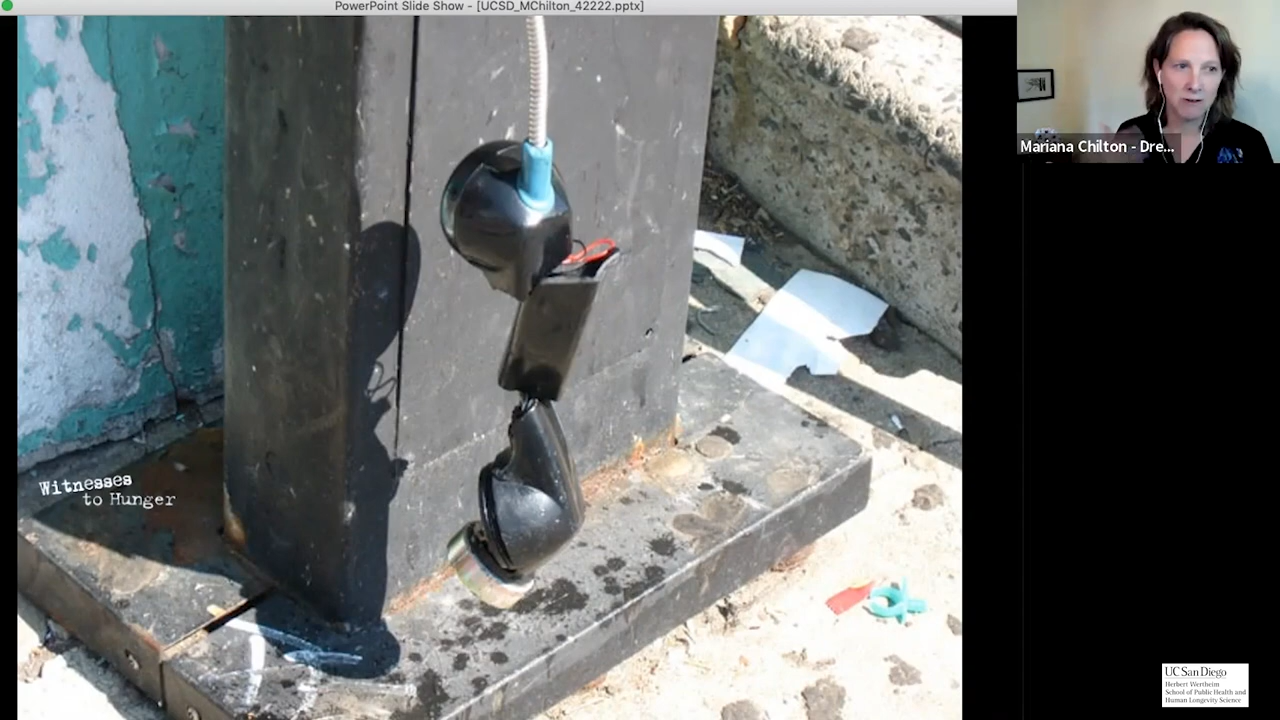 PowerPoint Slide Show - [UCSD_MChilton_42222.pptx]
Mariana Chilton - Dre...
Witnesses
to Hunger
UC San Diego
Herbert Wertheim
School of Public Health and
Human Longevity Science